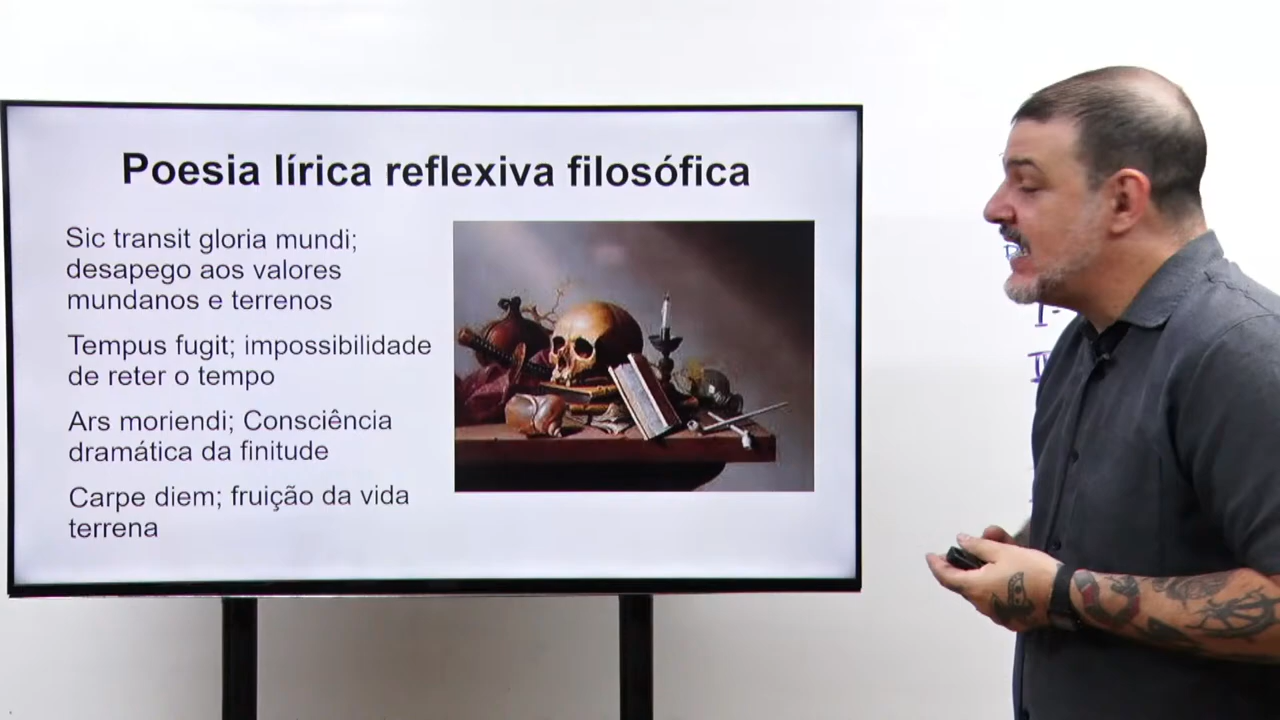 Poesia lírica reflexiva filosófica
Sic transit gloria mundi;
desapego aos valores
mundanos e terrenos
Tempus fugit; impossibilidade
de reter o tempo
Ars moriendi; Consciência
dramática da finitude
Carpe diem; fruição da vida
terrena